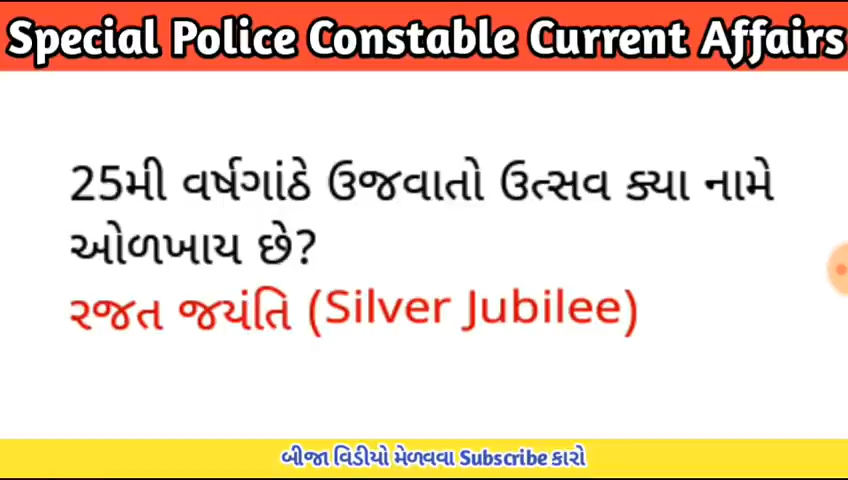 Special Police Constable Current Affairs
25મી વર્ષગાંઠે ઉજવાતો ઉત્સવ ક્યા નામે
ઓળખાય છે?
રજત જયંતિ (Silver Jubilee)
બીજા વિડીયો મેળવવા Subscribe કારો